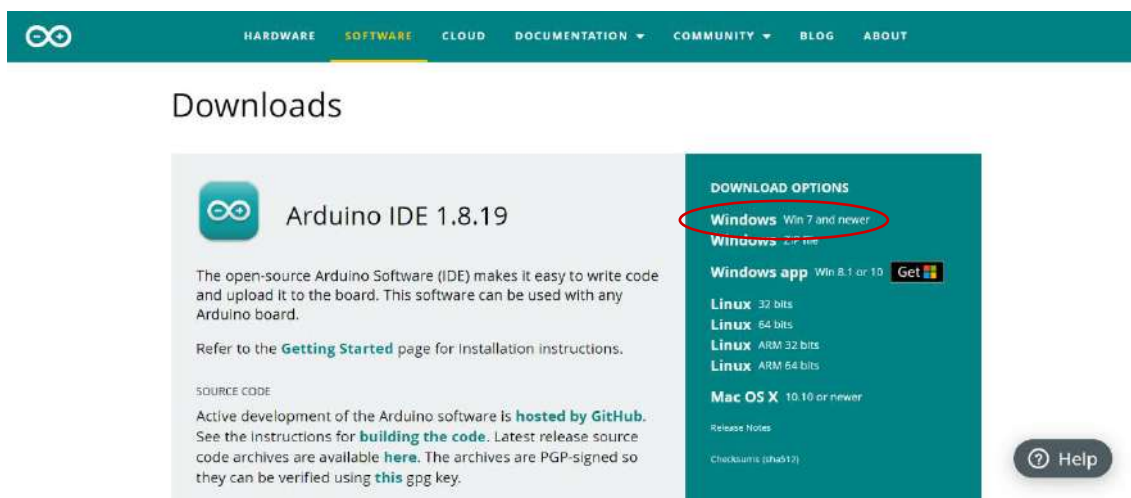 HARDWARE SOFTWARE CLOUD DOCUMENTATION COMMUNITY BLOG ABOUT
Downloads
Arduino IDE 1.8.19
The open-source Arduino Software (IDE) makes it easy to write code
and upload it to the board. This software can be used with any
Arduino board.
Refer to the Getting Started page for Installation instructions.
SOURCE CODE
Active development of the Arduino software is hosted by GitHub.
See the instructions for building the code. Latest release source
code archives are available here. The archives are PGP-signed so
they can be verified using this gpg key.
DOWNLOAD OPTIONS
Windows Win 7 and newer
Windows ZIP file
Windows app Win 8.1 or 10 Get
Linux 32 bits
Linux 64 bits
Linux ARM 32 bits
Linux ARM 64 bits
Mac OS X 10.10 or newer
Release Notes
Checksums (sha512)
Help